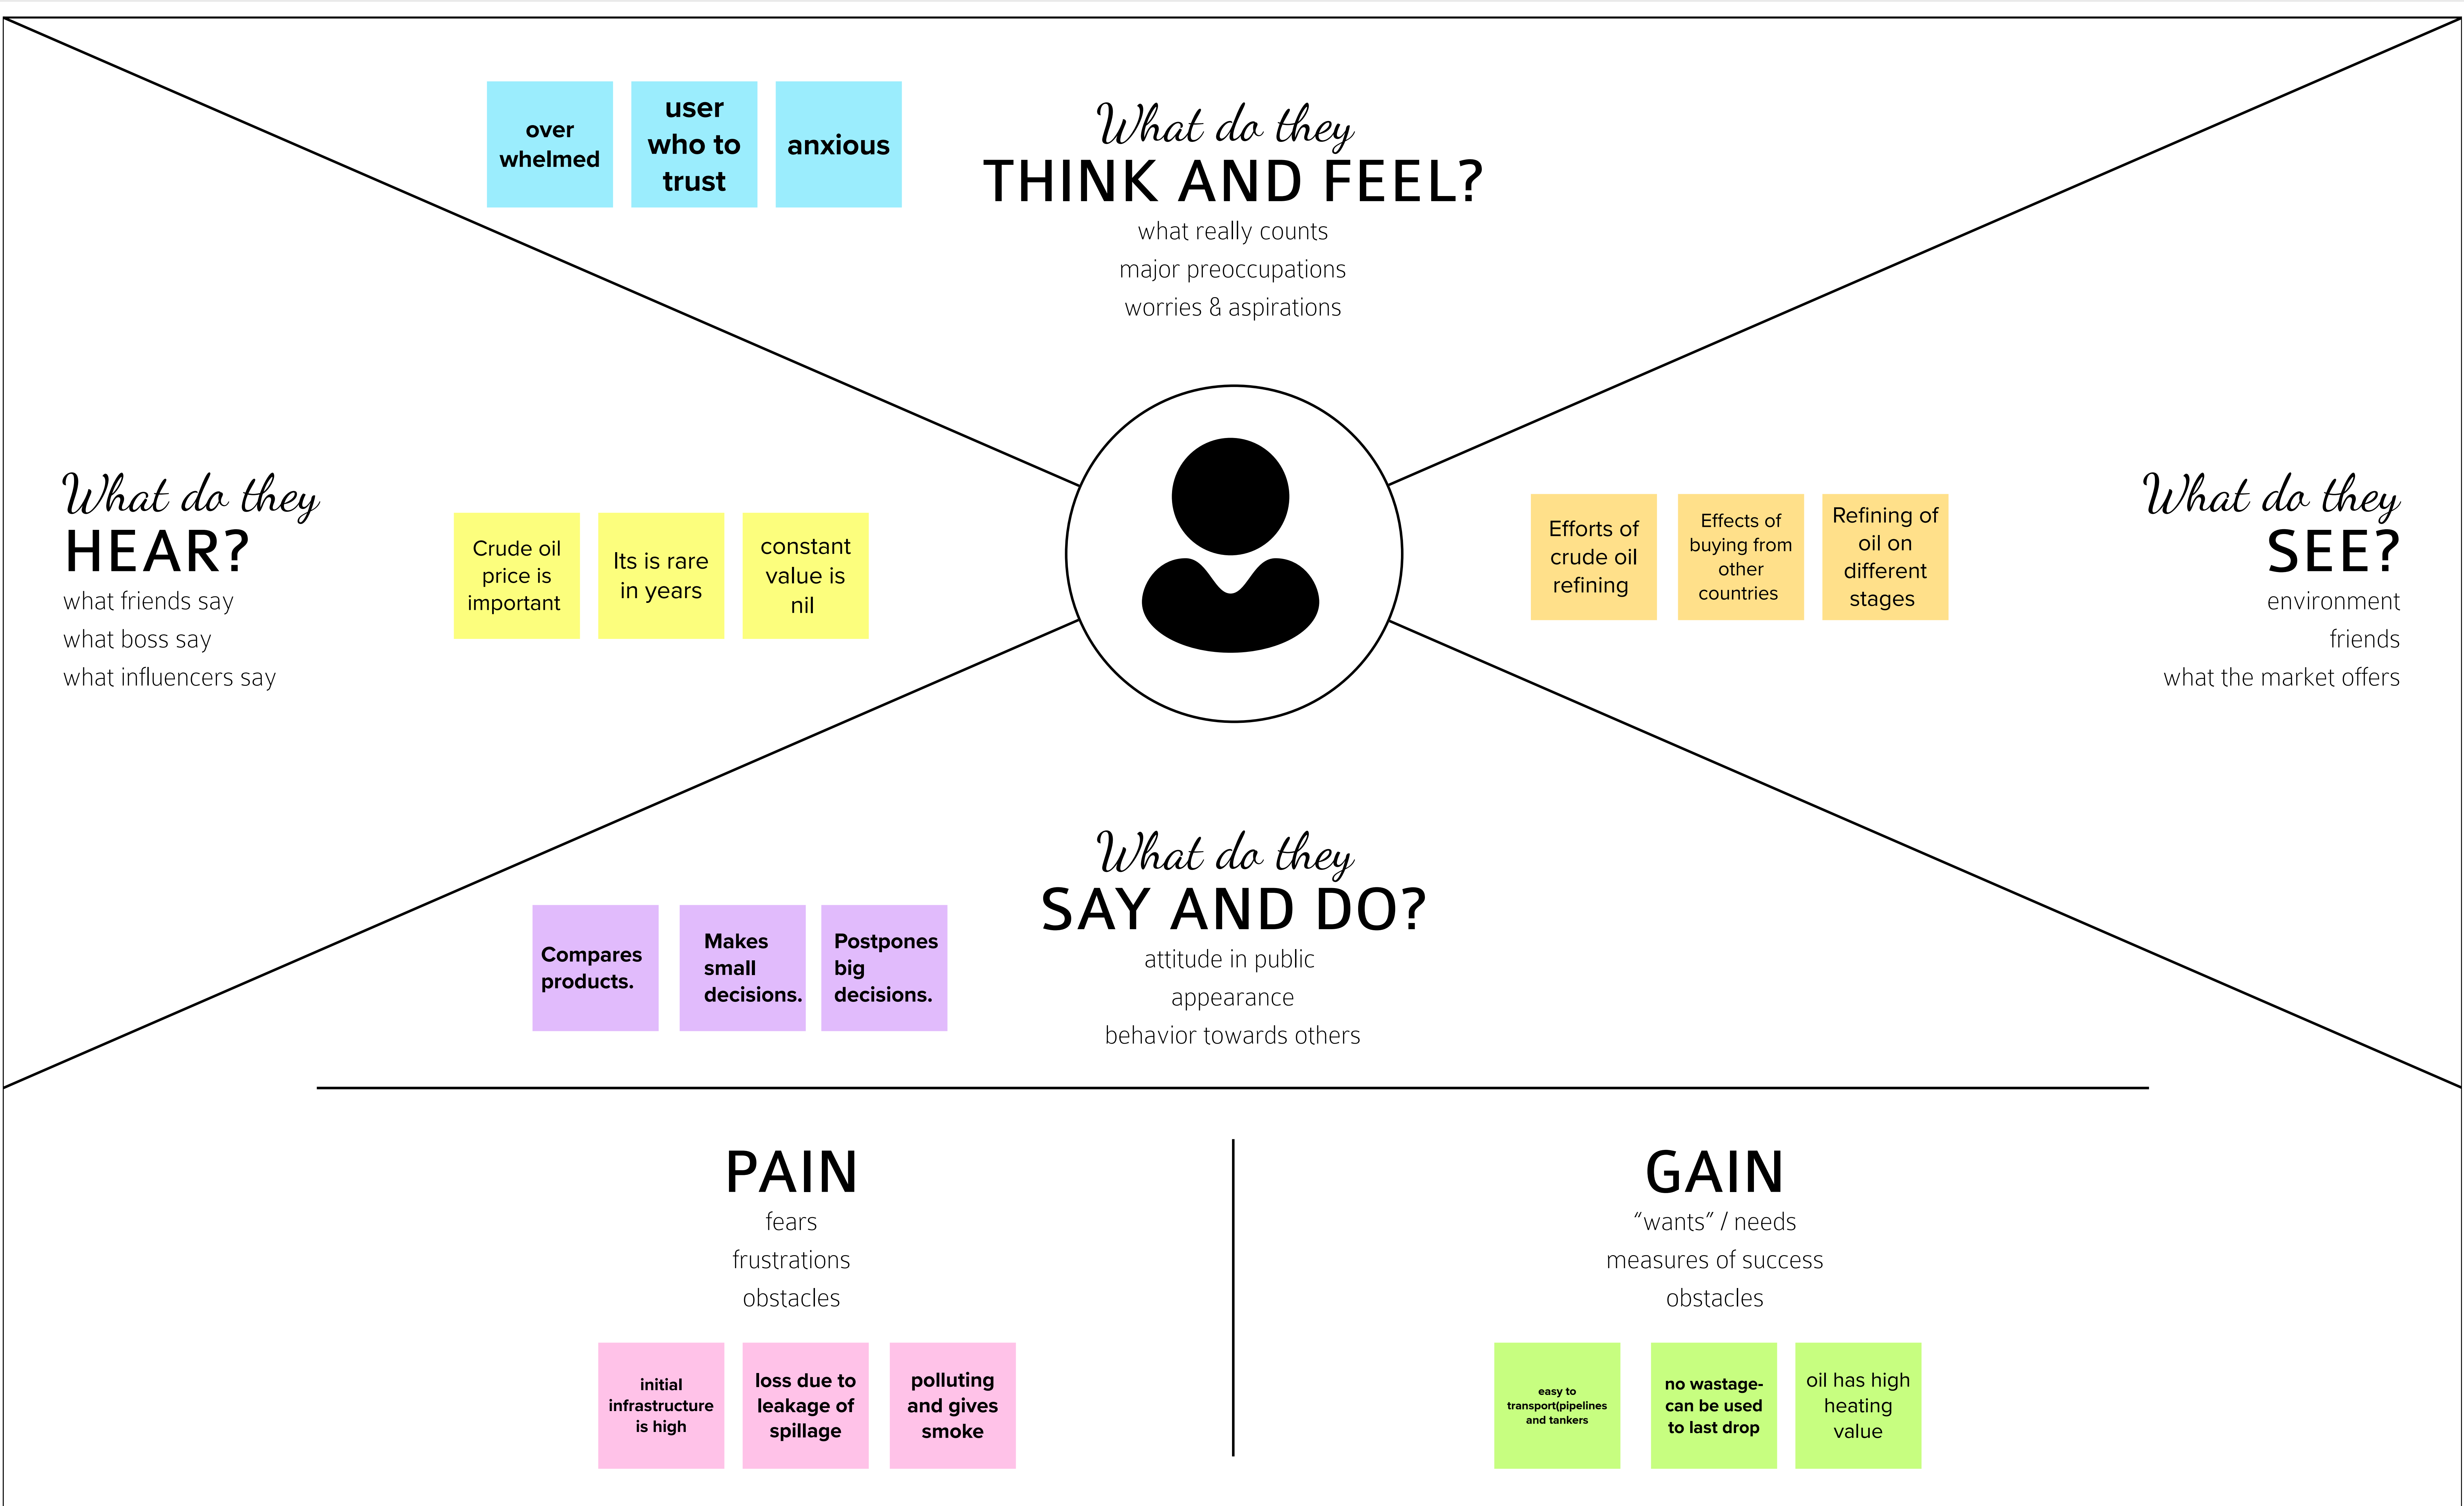 over
whelmed
user
who to
trust
anxious
What do they
THINK AND FEEL?
what really counts
major preoccupations
worries & aspirations
What do they
HEAR?
what friends say
what boss say
what influencers say
Crude oil
price is
important
Its is rare
in years
constant
value is
nil
Efforts of
crude oil
refining
Effects of
buying from
other
countries
Refining of
oil on
different
stages
What do they
SEE?
environment
friends
what the market offers
What do they
SAY AND DO?
attitude in public
appearance
behavior towards others
Compares
products.
Makes
small
decisions.
Postpones
big
decisions.
PAIN
fears
frustrations
obstacles
initial
infrastructure
is high
loss due to
leakage of
spillage
polluting
and gives
smoke
GAIN
“wants” / needs
measures of success
obstacles
easy to
transport(pipelines
and tankers
no wastage-
can be used
to last drop
oil has high
heating
value